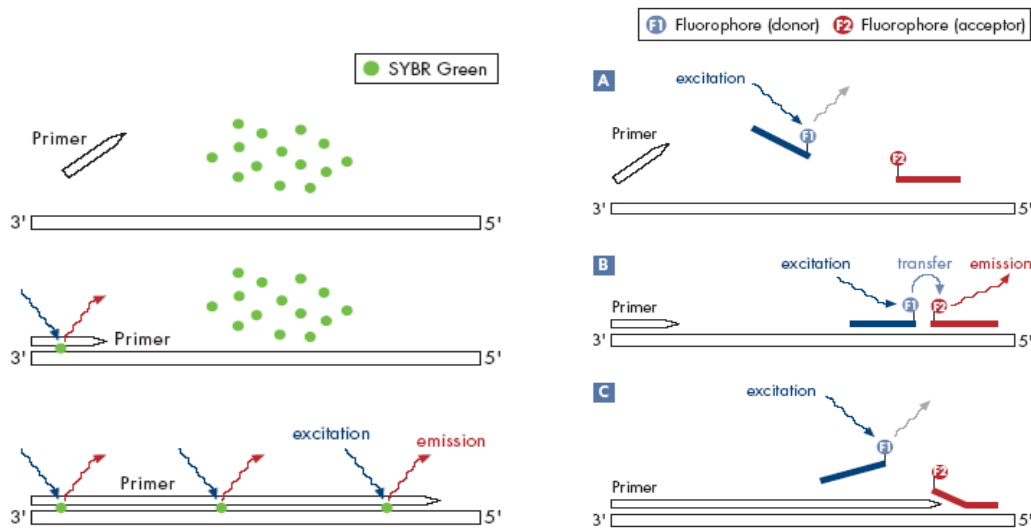 SYBR Green
Primer
3' 5'
Primer
3' 5'
excitation emission
Primer
3' 5'
F1 Fluorophore (donor) F2 Fluorophore (acceptor)
A
excitation
F1
Primer
F2
3' 5'
B
excitation transfer emission
F1 F2
Primer
3' 5'
C
excitation
F1
F2
Primer
3' 5'